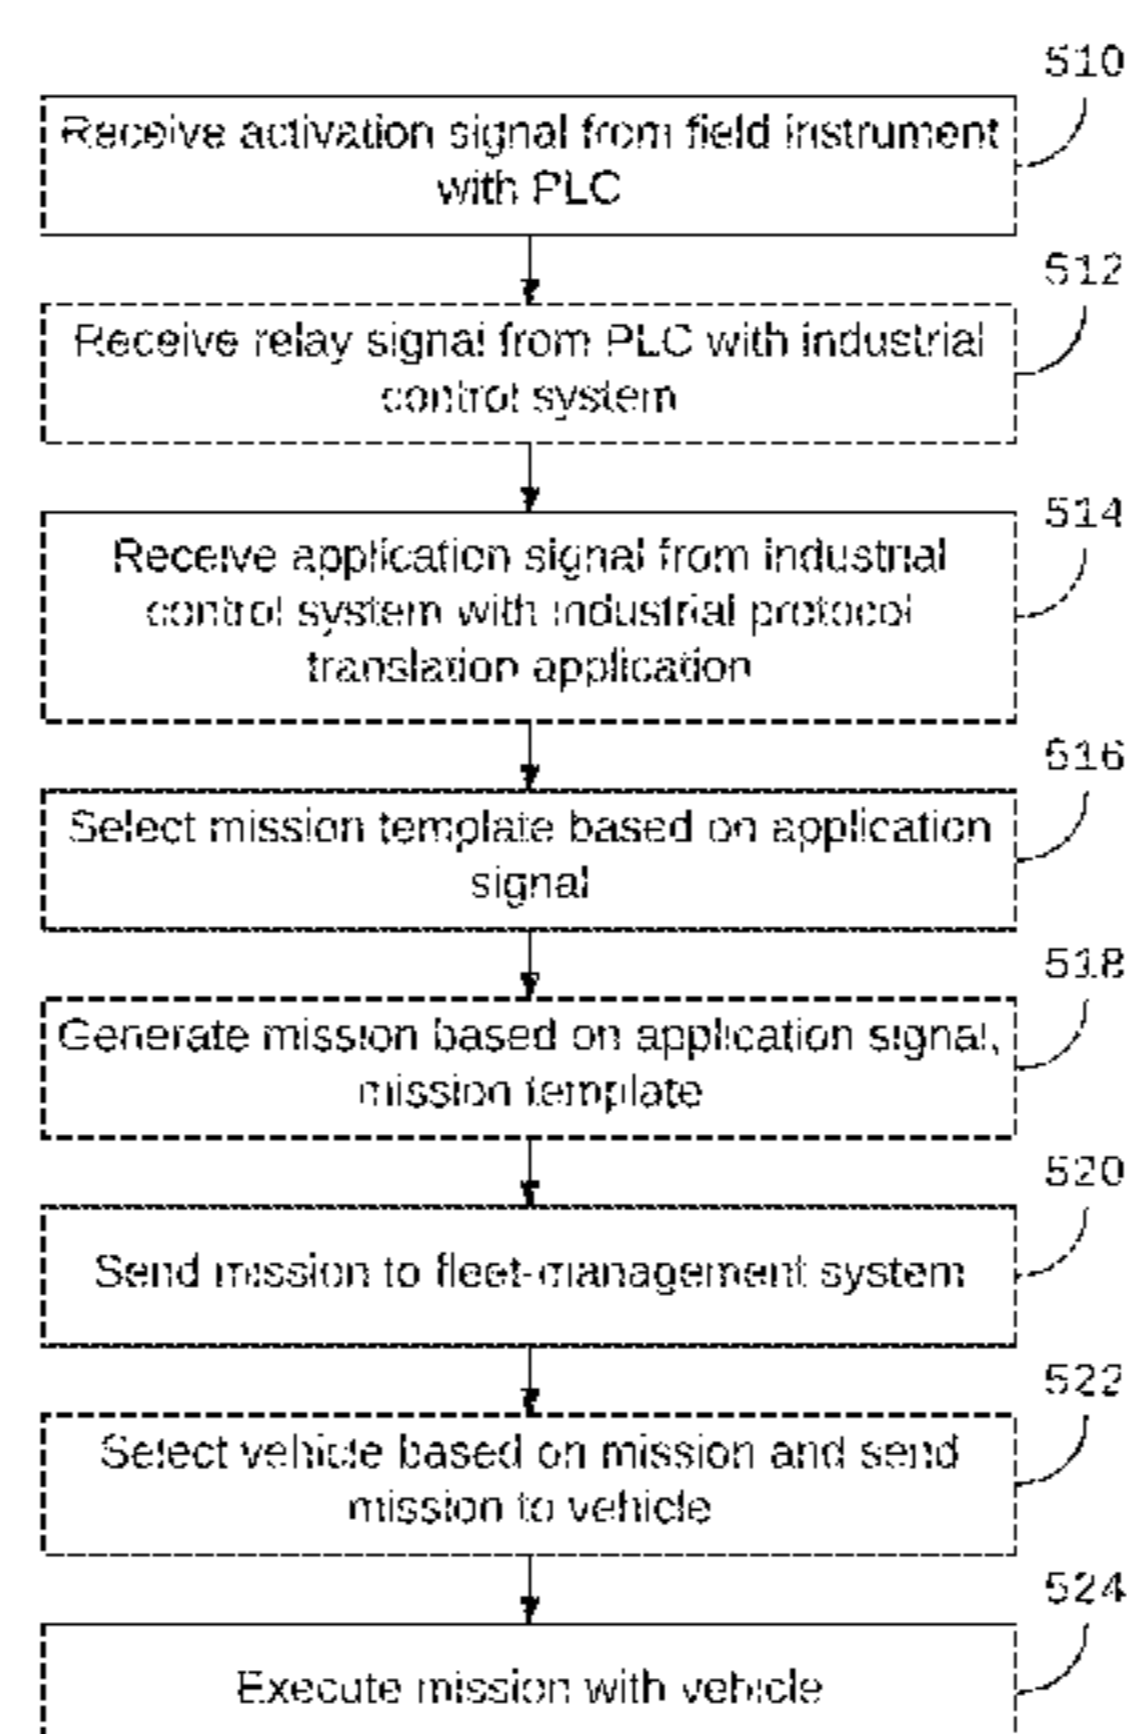 510
Receive activation signal from field instrument
with PLC
512
Receive relay signal from PLC with industrial
control system
514
Receive application signal from industrial
control system with industrial protocol
translation application
516
Select mission template based on application
signal
518
Generate mission based on application signal,
mission template
520
Send mission to fleet-management system
522
Select vehicle based on mission and send
mission to vehicle
524
Execute mission with vehicle